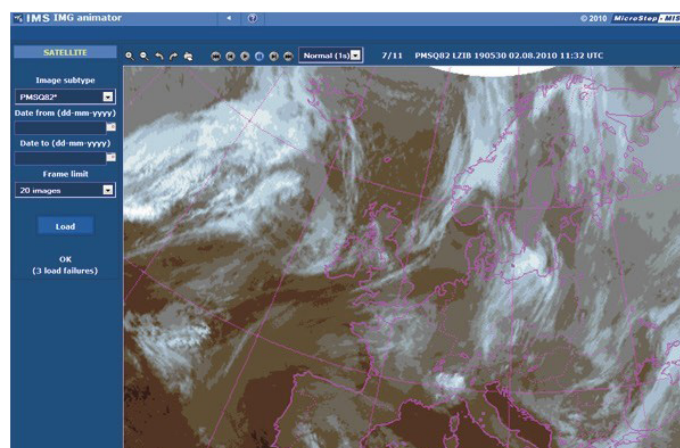 IMS IMG animator
© 2010 MicroStep - MIS
SATELLITE
Normal (1s)
7/11 PMSQ82 LZIB 190530 02.08.2010 11:32 UTC
Image subtype
PMSQ82*
Date from (dd-mm-yyyy)
Date to (dd-mm-yyyy)
Frame limit
20 images
Load
OK
(3 load failures)